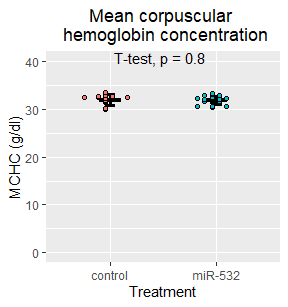 Mean corpuscular
hemoglobin concentration
T-test, p = 0.8
MCHC (g/dl)
40
30
20
10
0
control
miR-532
Treatment